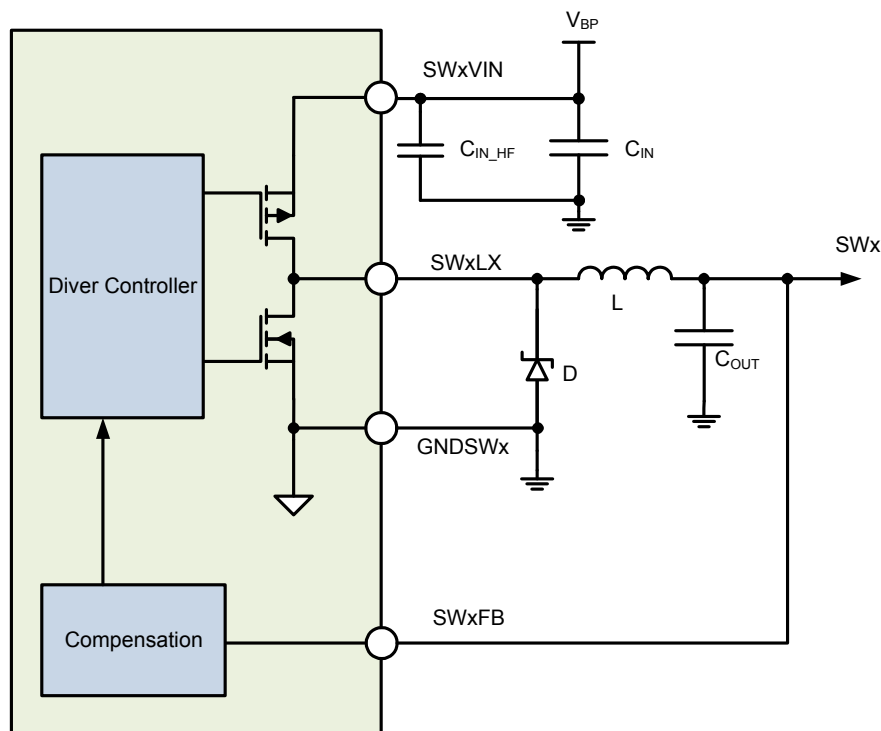 V_BP
SWxVIN
C_IN_HF
C_IN
Diver Controller
SWxLX
SWx
L
D
C_OUT
GNDSWx
Compensation
SWxFB